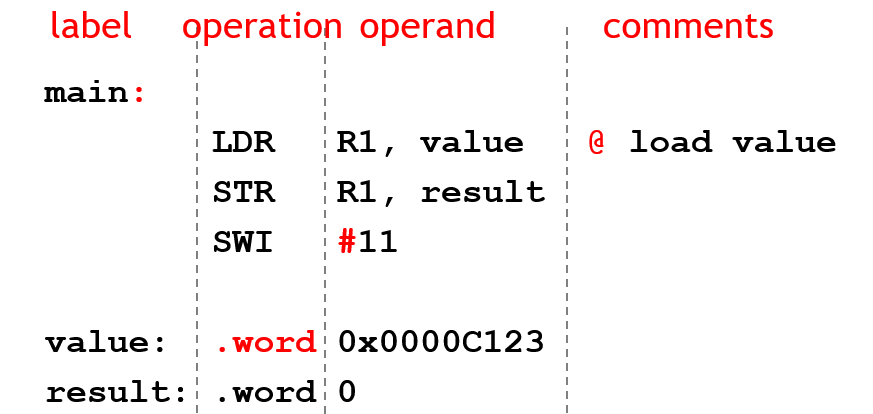 label operation operand comments
main:
LDR R1, value @ load value
STR R1, result
SWI #11
value: .word 0x0000C123
result: .word 0